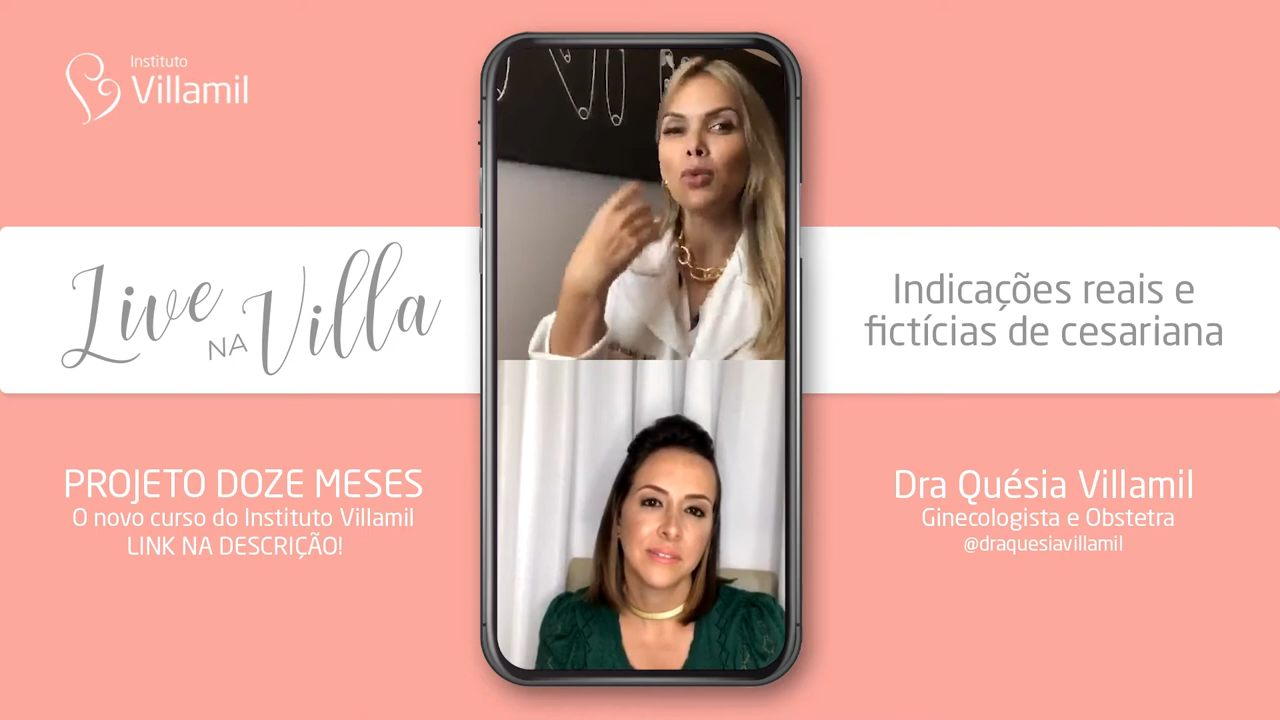 Instituto
Villamil
Live NA Villa
Indicações reais e
fictícias de cesariana
PROJETO DOZE MESES
O novo curso do Instituto Villamil
LINK NA DESCRIÇÃO!
Dra Quésia Villamil
Ginecologista e Obstetra
@draquesiavillamil